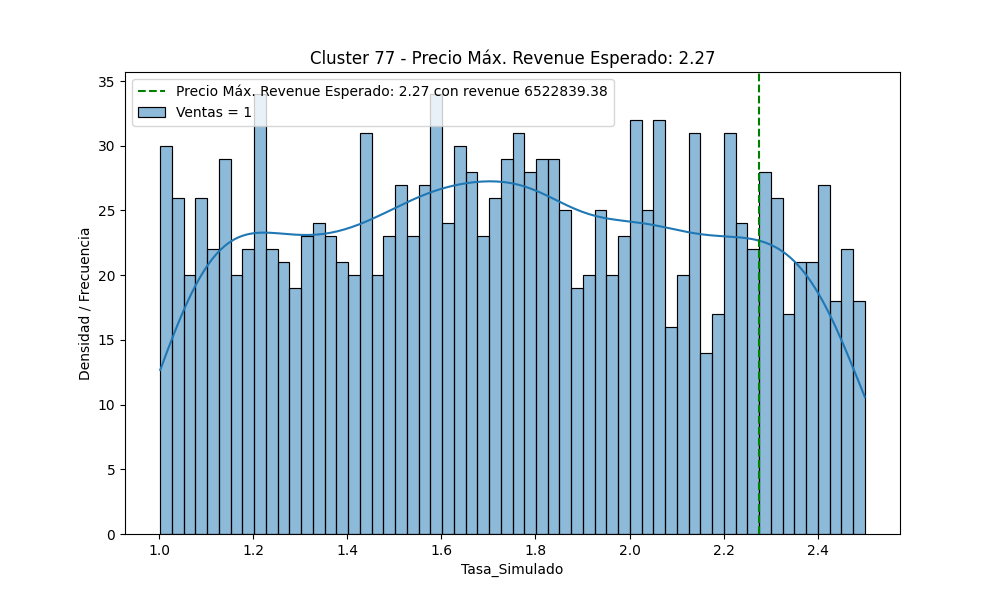 Cluster 77 - Precio Máx. Revenue Esperado: 2.27
Precio Máx. Revenue Esperado: 2.27 con revenue 6522839.38
Ventas = 1
35
30
25
20
15
10
5
0
Densidad / Frecuencia
1.0 1.2 1.4 1.6 1.8 2.0 2.2 2.4
Tasa_Simulado